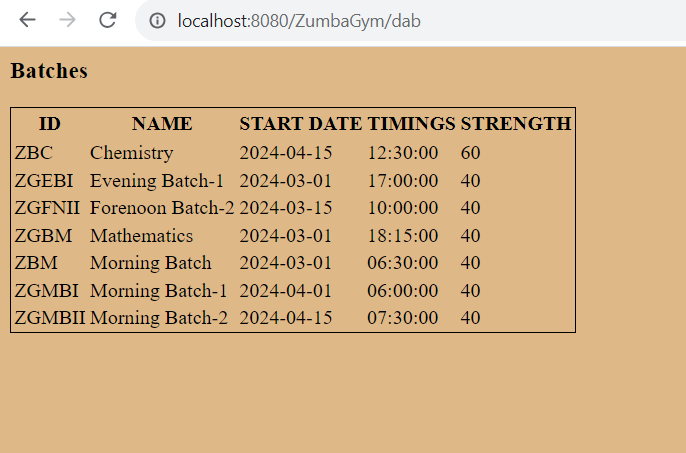 localhost:8080/ZumbaGym/dab
Batches
ID NAME START DATE TIMINGS STRENGTH
ZBC Chemistry 2024-04-15 12:30:00 60
ZGEBI Evening Batch-1 2024-03-01 17:00:00 40
ZGFNII Forenoon Batch-2 2024-03-15 10:00:00 40
ZGBM Mathematics 2024-03-01 18:15:00 40
ZBM Morning Batch 2024-03-01 06:30:00 40
ZGMBI Morning Batch-1 2024-04-01 06:00:00 40
ZGMBII Morning Batch-2 2024-04-15 07:30:00 40